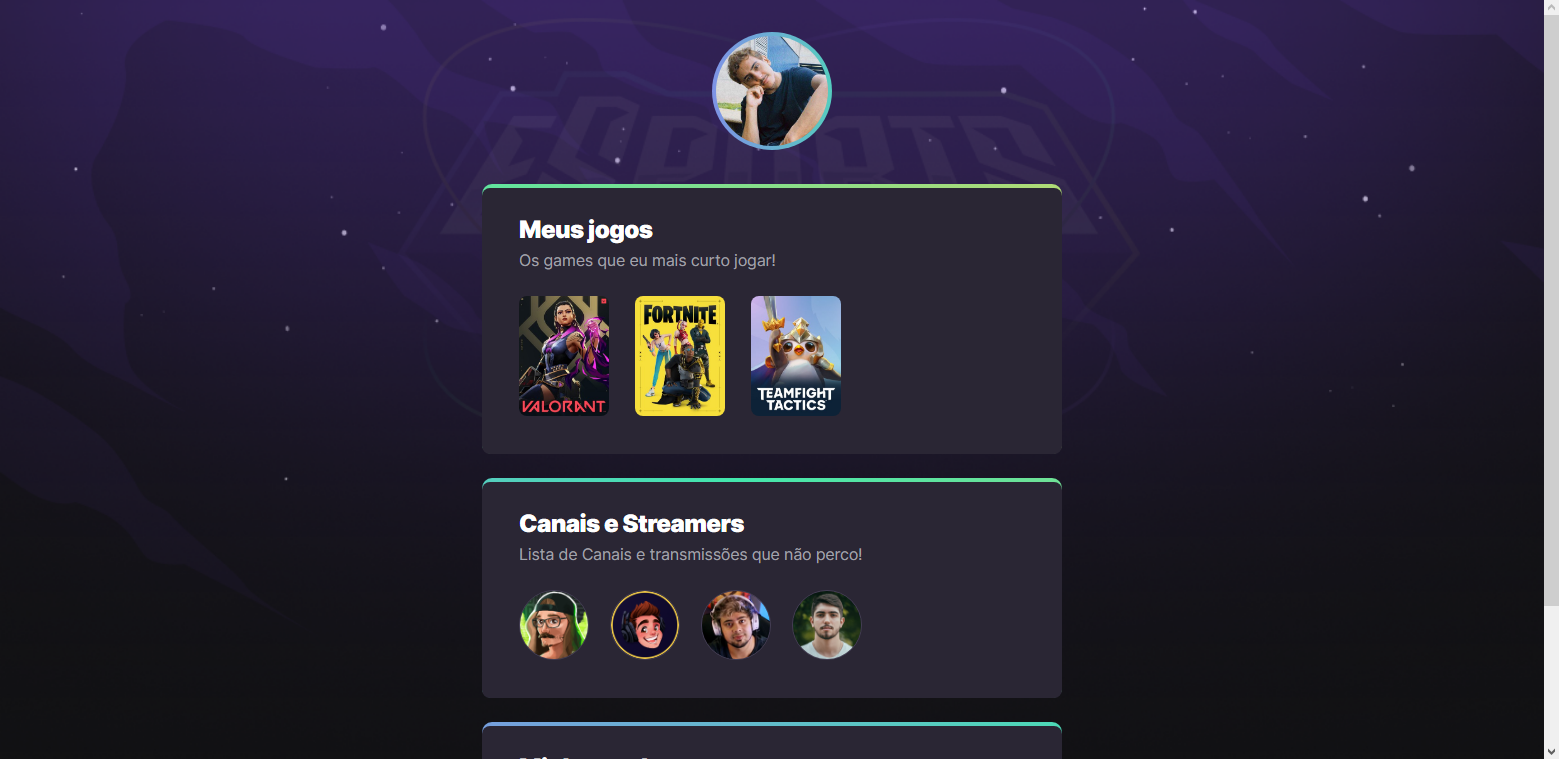 ESPORTS
Meus jogos
Os games que eu mais curto jogar!
VALORANT
FORTNITE
TEAMFIGHT
TACTICS
Canais e Streamers
Lista de Canais e transmissões que não perco!